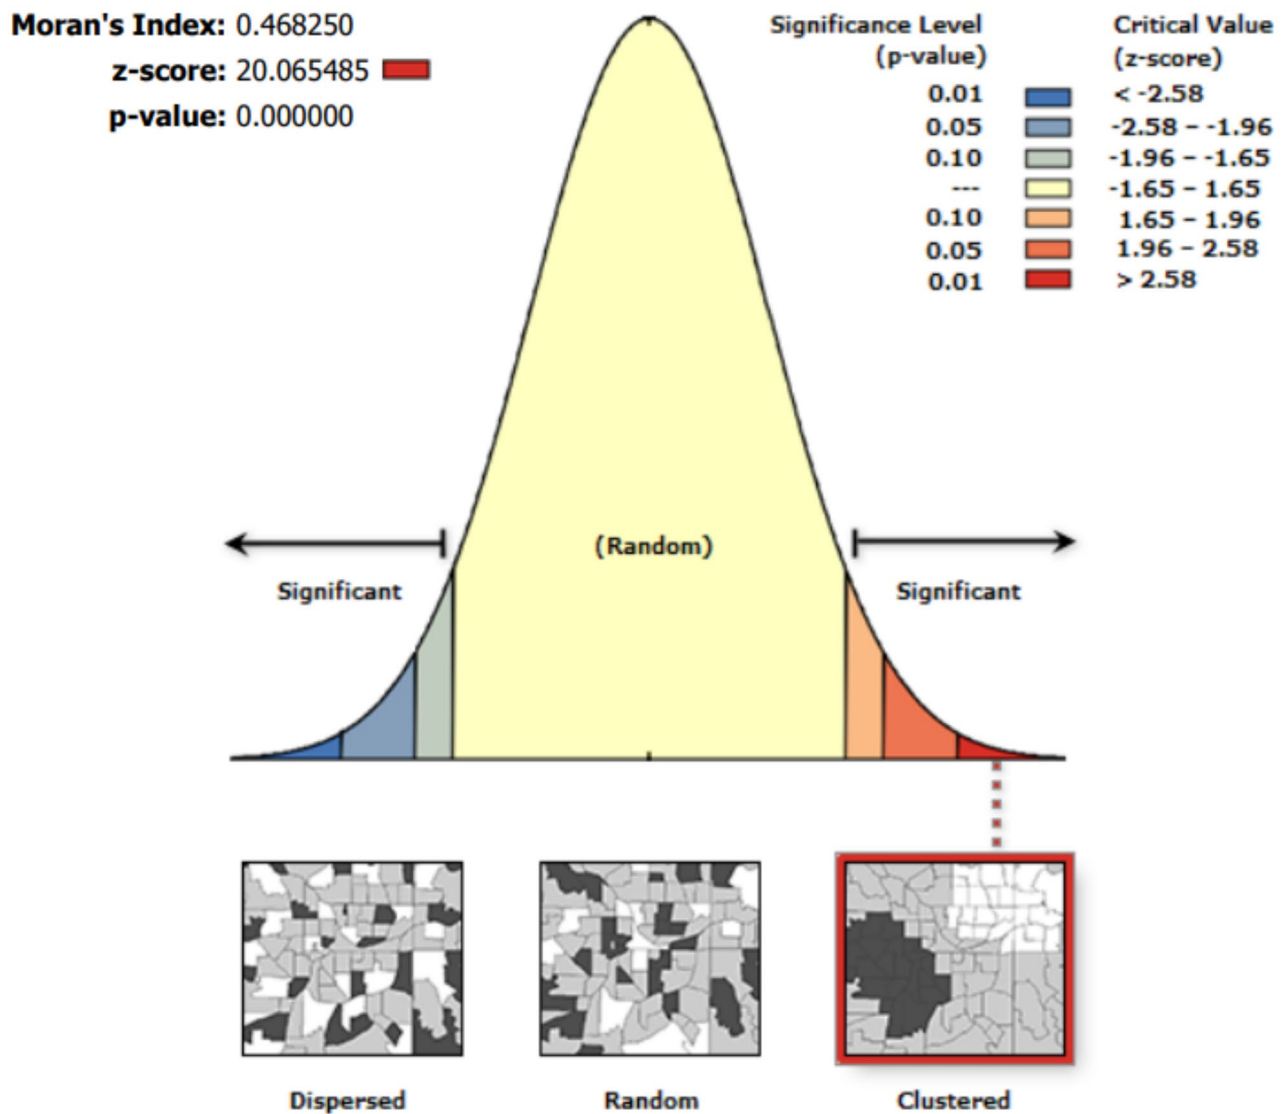 Moran's Index: 0.468250
z-score: 20.065485
p-value: 0.000000
Significance Level
(p-value)
Critical Value
(z-score)
0.01 < -2.58
0.05 -2.58 – -1.96
0.10 -1.96 – -1.65
--- -1.65 – 1.65
0.10 1.65 – 1.96
0.05 1.96 – 2.58
0.01 > 2.58
(Random)
Significant
Significant
Dispersed
Random
Clustered